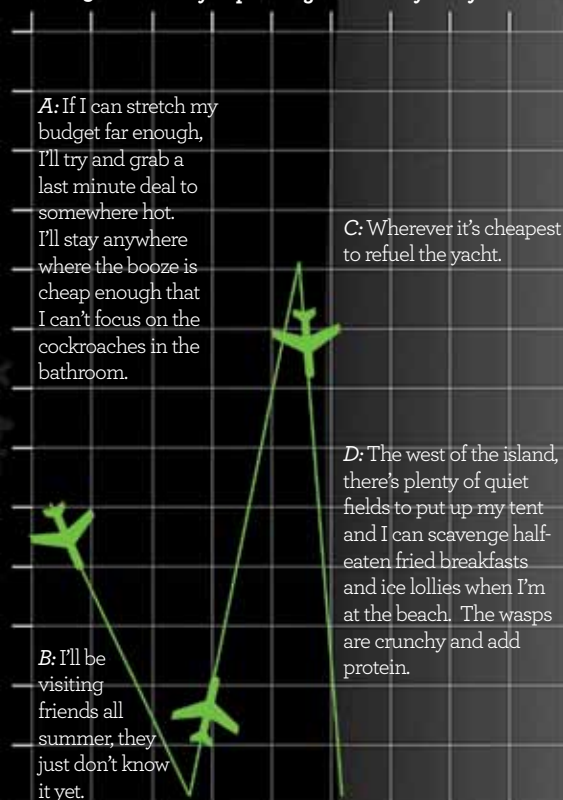 A: If I can stretch my
budget far enough,
I'll try and grab a
last minute deal to
somewhere hot.
I'll stay anywhere
where the booze is
cheap enough that
I can't focus on the
cockroaches in the
bathroom.
B: I'll be
visiting
friends all
summer, they
just don't know
it yet.
C: Wherever it's cheapest
to refuel the yacht.
D: The west of the island,
there's plenty of quiet
fields to put up my tent
and I can scavenge half-
eaten fried breakfasts
and ice lollies when I'm
at the beach. The wasps
are crunchy and add
protein.